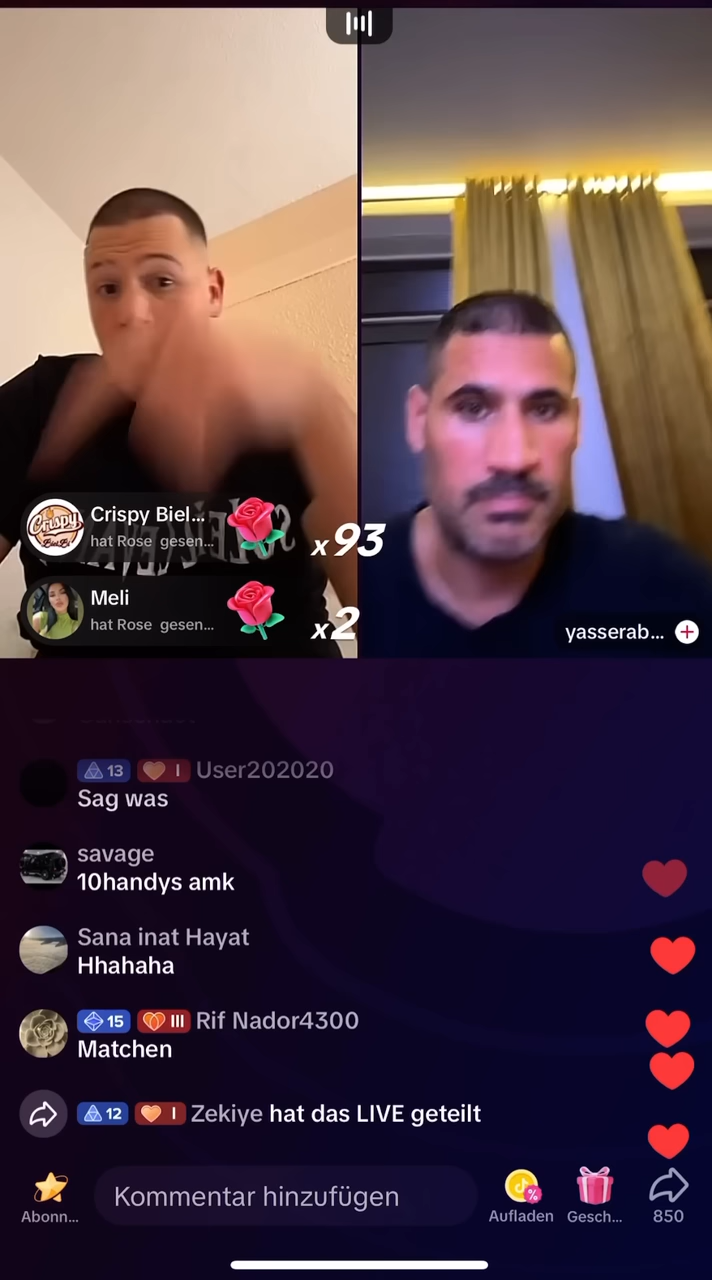 Crispy Biel...
hat Rose gesen...
x93
Crispy
Meli
hat Rose gesen...
x2
yasserab...
13 I User202020
Sag was
savage
10handys amk
Sana inat Hayat
Hhahaha
15 III Rif Nador4300
Matchen
12 I Zekiye hat das LIVE geteilt
Abonn...
Kommentar hinzufügen
Aufladen
Gesch...
850